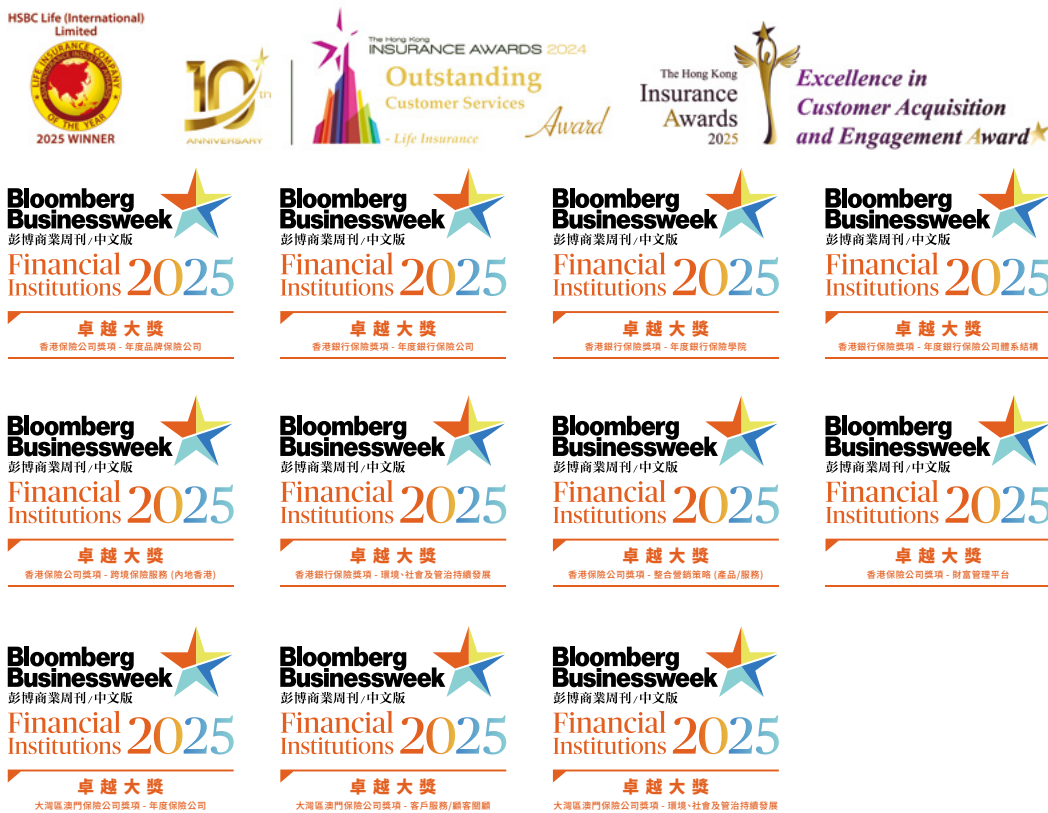 HSBC Life (International)
Limited
LIFE INSURANCE COMPANY
ASIA INSURANCE INDUSTRY AWARDS
OF THE YEAR
2025 WINNER
10th
ANNIVERSARY
The Hong Kong
INSURANCE AWARDS 2024
Outstanding
Customer Services
Award
- Life Insurance
The Hong Kong
Insurance
Awards
2025
Excellence in
Customer Acquisition
and Engagement Award
Bloomberg
Businessweek
彭博商業周刊/中文版
Financial
Institutions 2025
卓越大獎
香港保險公司獎項 - 年度品牌保險公司
Bloomberg
Businessweek
彭博商業周刊/中文版
Financial
Institutions 2025
卓越大獎
香港銀行保險獎項 - 年度銀行保險公司
Bloomberg
Businessweek
彭博商業周刊/中文版
Financial
Institutions 2025
卓越大獎
香港銀行保險獎項 - 年度銀行保險學院
Bloomberg
Businessweek
彭博商業周刊/中文版
Financial
Institutions 2025
卓越大獎
香港銀行保險獎項 - 年度銀行保險公司體系結構
Bloomberg
Businessweek
彭博商業周刊/中文版
Financial
Institutions 2025
卓越大獎
香港保險公司獎項 - 跨境保險服務 (內地香港)
Bloomberg
Businessweek
彭博商業周刊/中文版
Financial
Institutions 2025
卓越大獎
香港銀行保險獎項 - 環境、社會及管治持續發展
Bloomberg
Businessweek
彭博商業周刊/中文版
Financial
Institutions 2025
卓越大獎
香港保險公司獎項 - 整合營銷策略 (產品/服務)
Bloomberg
Businessweek
彭博商業周刊/中文版
Financial
Institutions 2025
卓越大獎
香港保險公司獎項 - 財富管理平台
Bloomberg
Businessweek
彭博商業周刊/中文版
Financial
Institutions 2025
卓越大獎
大灣區澳門保險公司獎項 - 年度保險公司
Bloomberg
Businessweek
彭博商業周刊/中文版
Financial
Institutions 2025
卓越大獎
大灣區澳門保險公司獎項 - 客戶服務/顧客關顧
Bloomberg
Businessweek
彭博商業周刊/中文版
Financial
Institutions 2025
卓越大獎
大灣區澳門保險公司獎項 - 環境、社會及管治持續發展